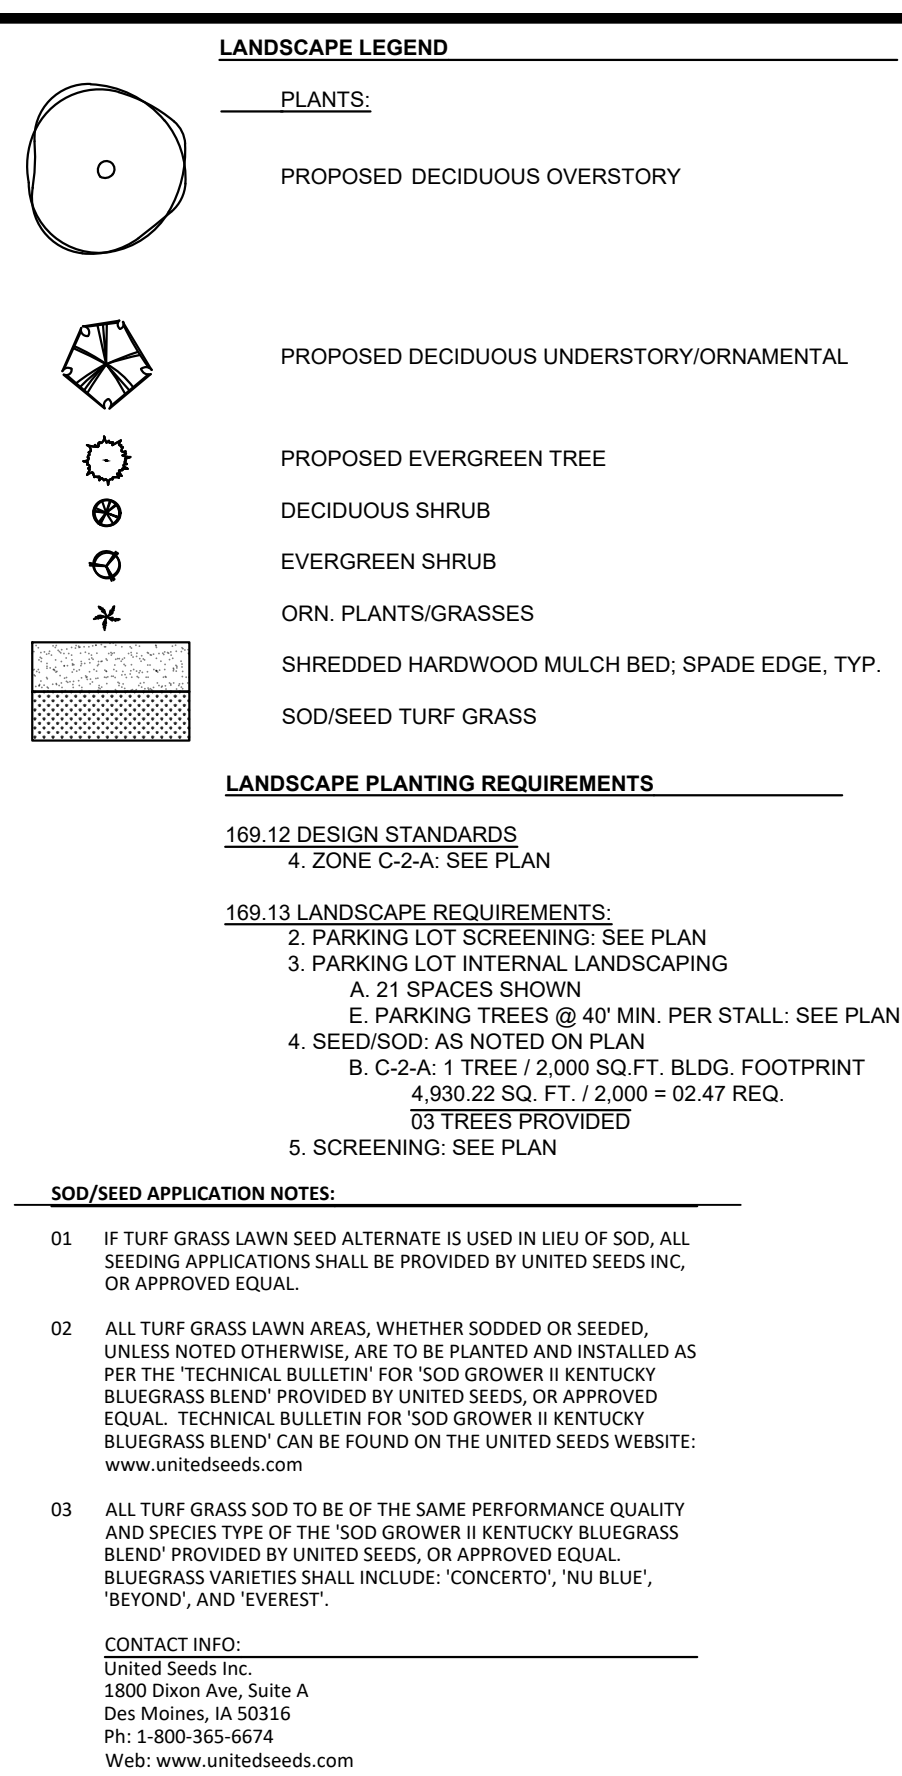 LANDSCAPE LEGEND
PLANTS:
PROPOSED DECIDUOUS OVERSTORY
PROPOSED DECIDUOUS UNDERSTORY/ORNAMENTAL
PROPOSED EVERGREEN TREE
DECIDUOUS SHRUB
EVERGREEN SHRUB
ORN. PLANTS/GRASSES
SHREDDED HARDWOOD MULCH BED; SPADE EDGE, TYP.
SOD/SEED TURF GRASS
LANDSCAPE PLANTING REQUIREMENTS
169.12 DESIGN STANDARDS
4. ZONE C-2-A: SEE PLAN
169.13 LANDSCAPE REQUIREMENTS:
2. PARKING LOT SCREENING: SEE PLAN
3. PARKING LOT INTERNAL LANDSCAPING
A. 21 SPACES SHOWN
E. PARKING TREES @ 40' MIN. PER STALL: SEE PLAN
4. SEED/SOD: AS NOTED ON PLAN
B. C-2-A: 1 TREE / 2,000 SQ.FT. BLDG. FOOTPRINT
4,930.22 SQ. FT. / 2,000 = 02.47 REQ.
03 TREES PROVIDED
5. SCREENING: SEE PLAN
SOD/SEED APPLICATION NOTES:
01 IF TURF GRASS LAWN SEED ALTERNATE IS USED IN LIEU OF SOD, ALL
SEEDING APPLICATIONS SHALL BE PROVIDED BY UNITED SEEDS INC,
OR APPROVED EQUAL.
02 ALL TURF GRASS LAWN AREAS, WHETHER SODDED OR SEEDED,
UNLESS NOTED OTHERWISE, ARE TO BE PLANTED AND INSTALLED AS
PER THE 'TECHNICAL BULLETIN' FOR 'SOD GROWER II KENTUCKY
BLUEGRASS BLEND' PROVIDED BY UNITED SEEDS, OR APPROVED
EQUAL. TECHNICAL BULLETIN FOR 'SOD GROWER II KENTUCKY
BLUEGRASS BLEND' CAN BE FOUND ON THE UNITED SEEDS WEBSITE:
www.unitedseeds.com
03 ALL TURF GRASS SOD TO BE OF THE SAME PERFORMANCE QUALITY
AND SPECIES TYPE OF THE 'SOD GROWER II KENTUCKY BLUEGRASS
BLEND' PROVIDED BY UNITED SEEDS, OR APPROVED EQUAL.
BLUEGRASS VARIETIES SHALL INCLUDE: 'CONCERTO', 'NU BLUE',
'BEYOND', AND 'EVEREST'.
CONTACT INFO:
United Seeds Inc.
1800 Dixon Ave, Suite A
Des Moines, IA 50316
Ph: 1-800-365-6674
Web: www.unitedseeds.com